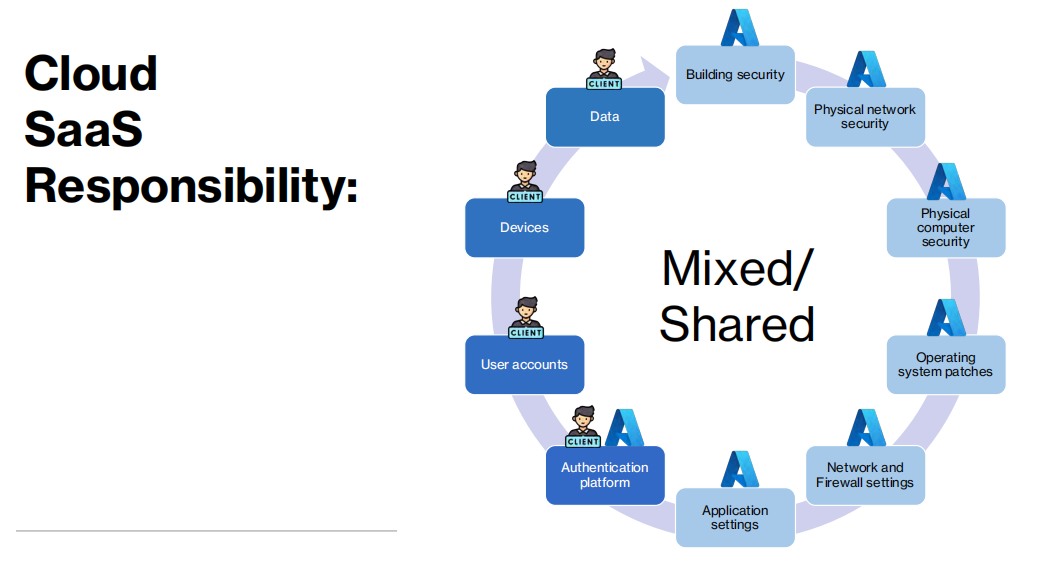 Cloud
SaaS
Responsibility:
Mixed/
Shared
Building security
Physical network
security
Physical
computer
security
Operating
system patches
Network and
Firewall settings
Application
settings
CLIENT
Authentication
platform
CLIENT
User accounts
CLIENT
Devices
CLIENT
Data